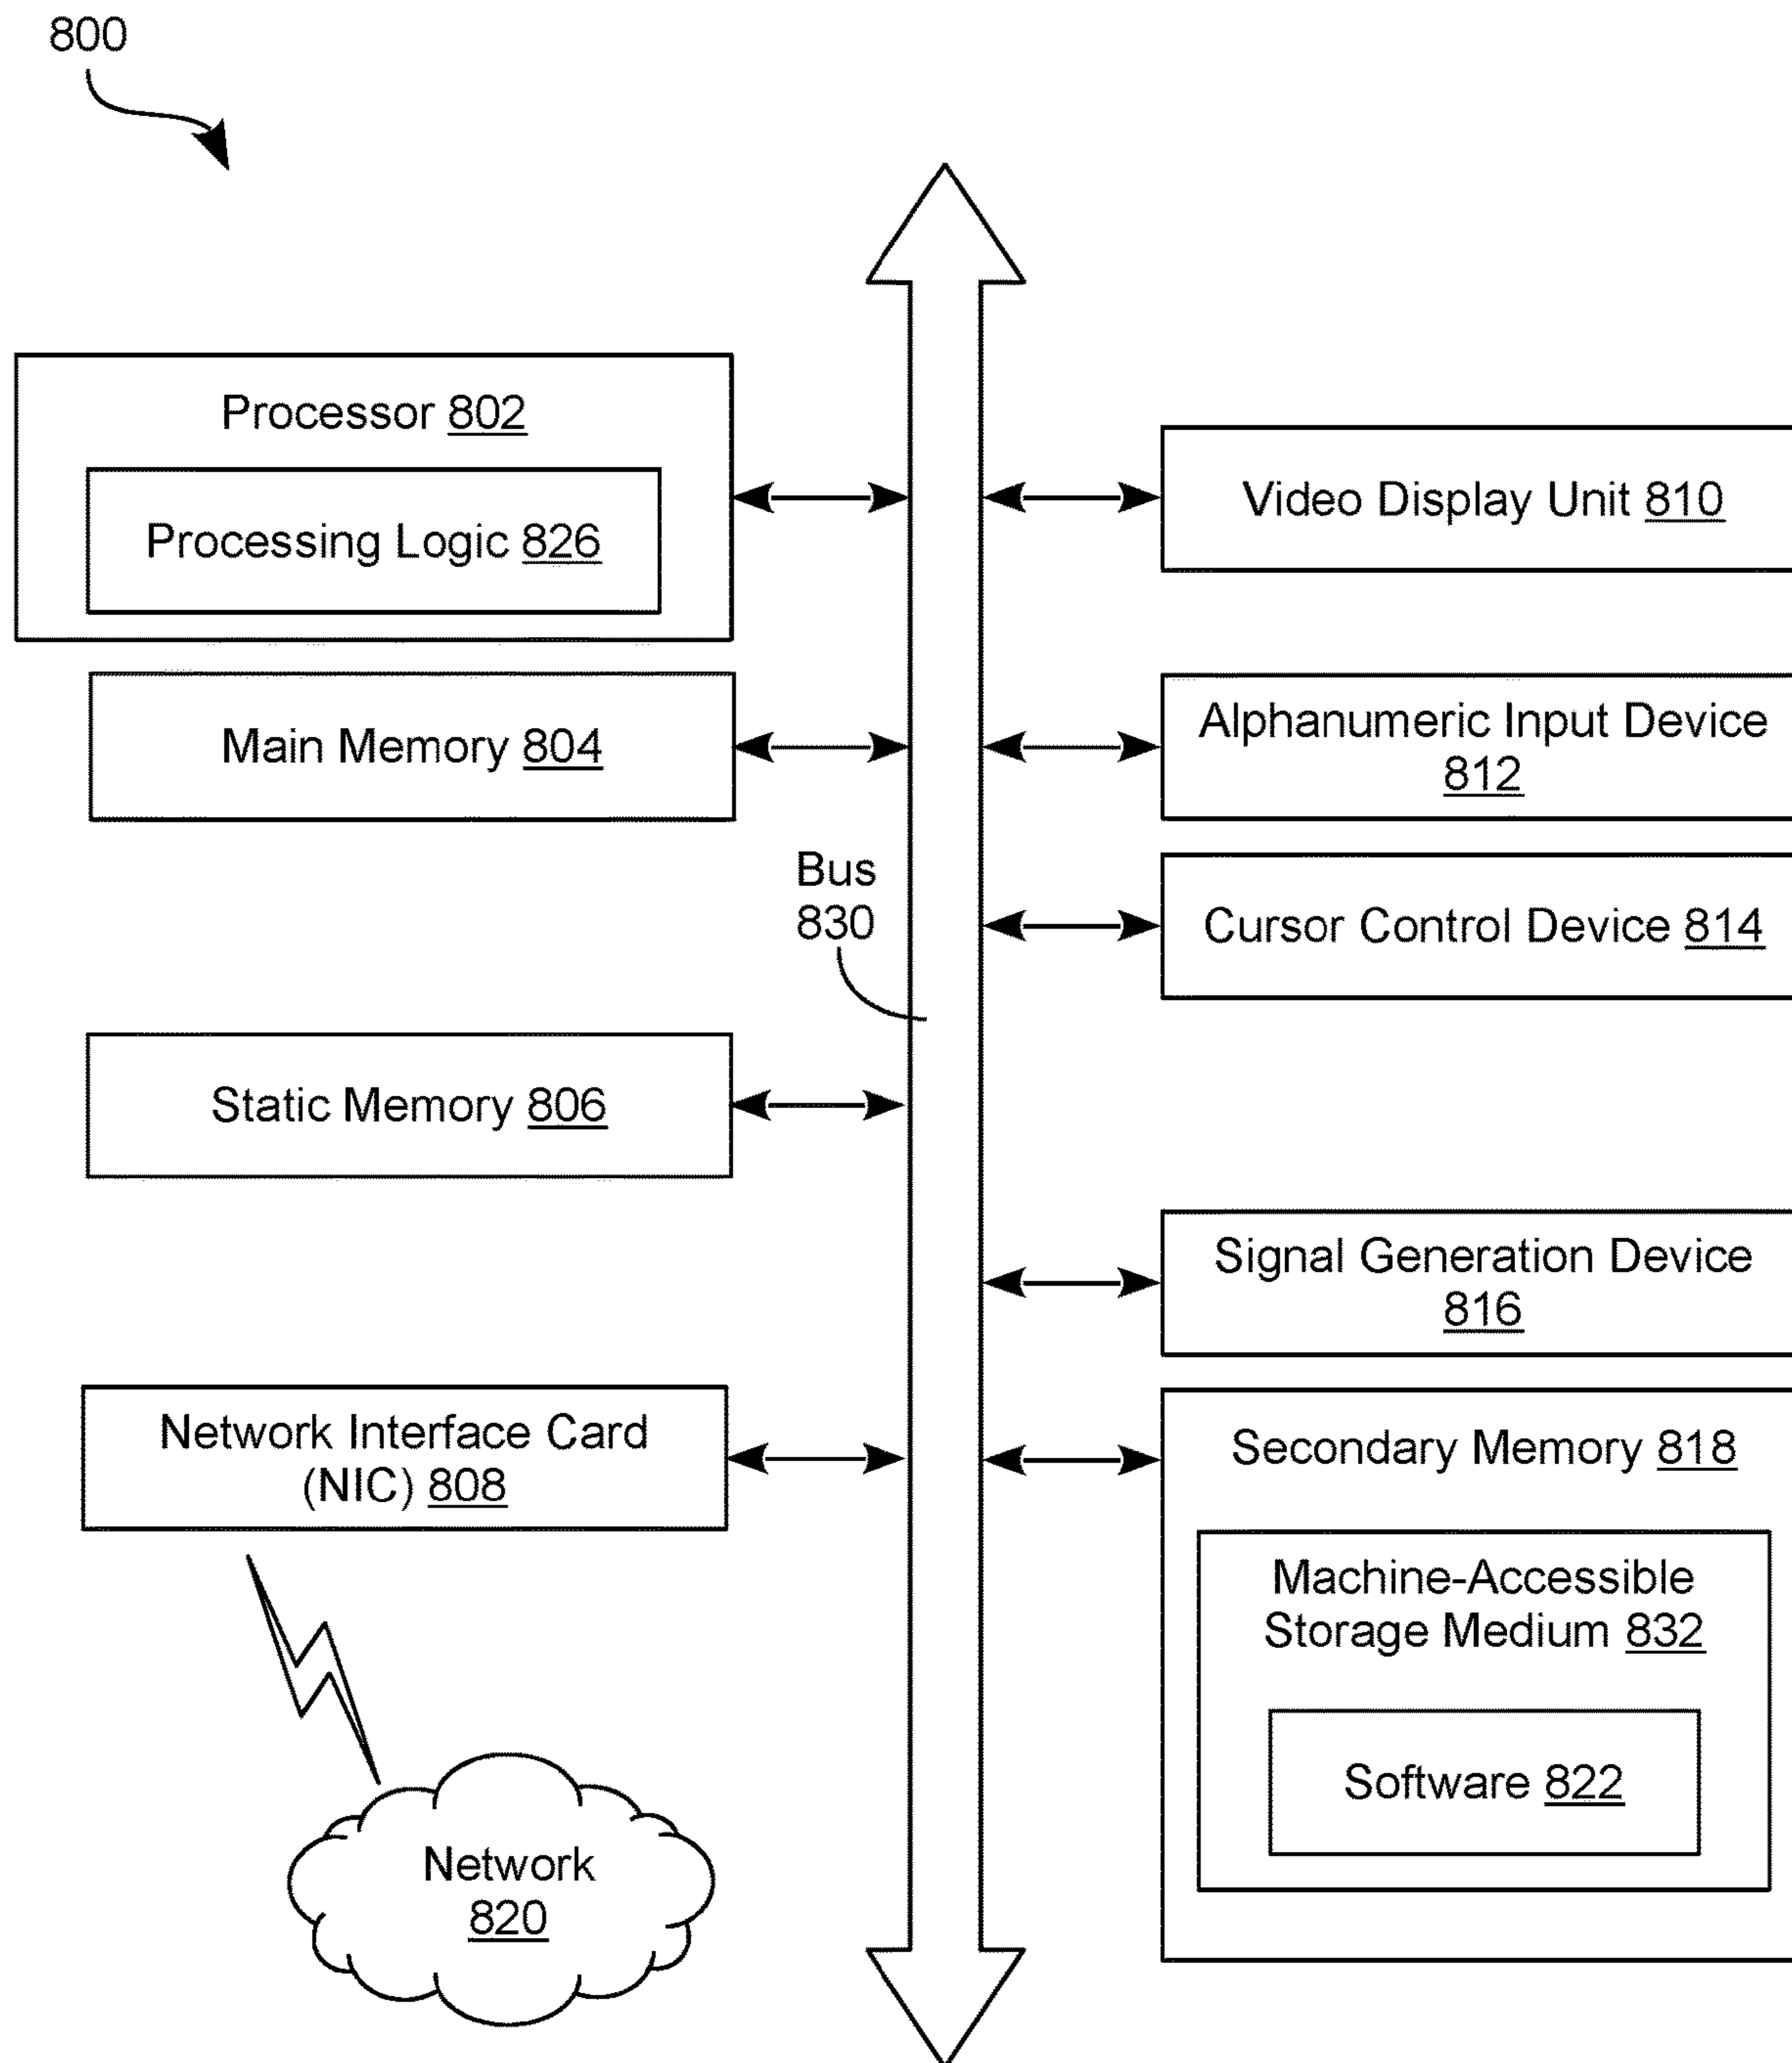 800
Processor 802
Processing Logic 826
Video Display Unit 810
Main Memory 804
Alphanumeric Input Device
812
Bus
830
Cursor Control Device 814
Static Memory 806
Signal Generation Device
816
Network Interface Card
(NIC) 808
Secondary Memory 818
Machine-Accessible
Storage Medium 832
Software 822
Network
820